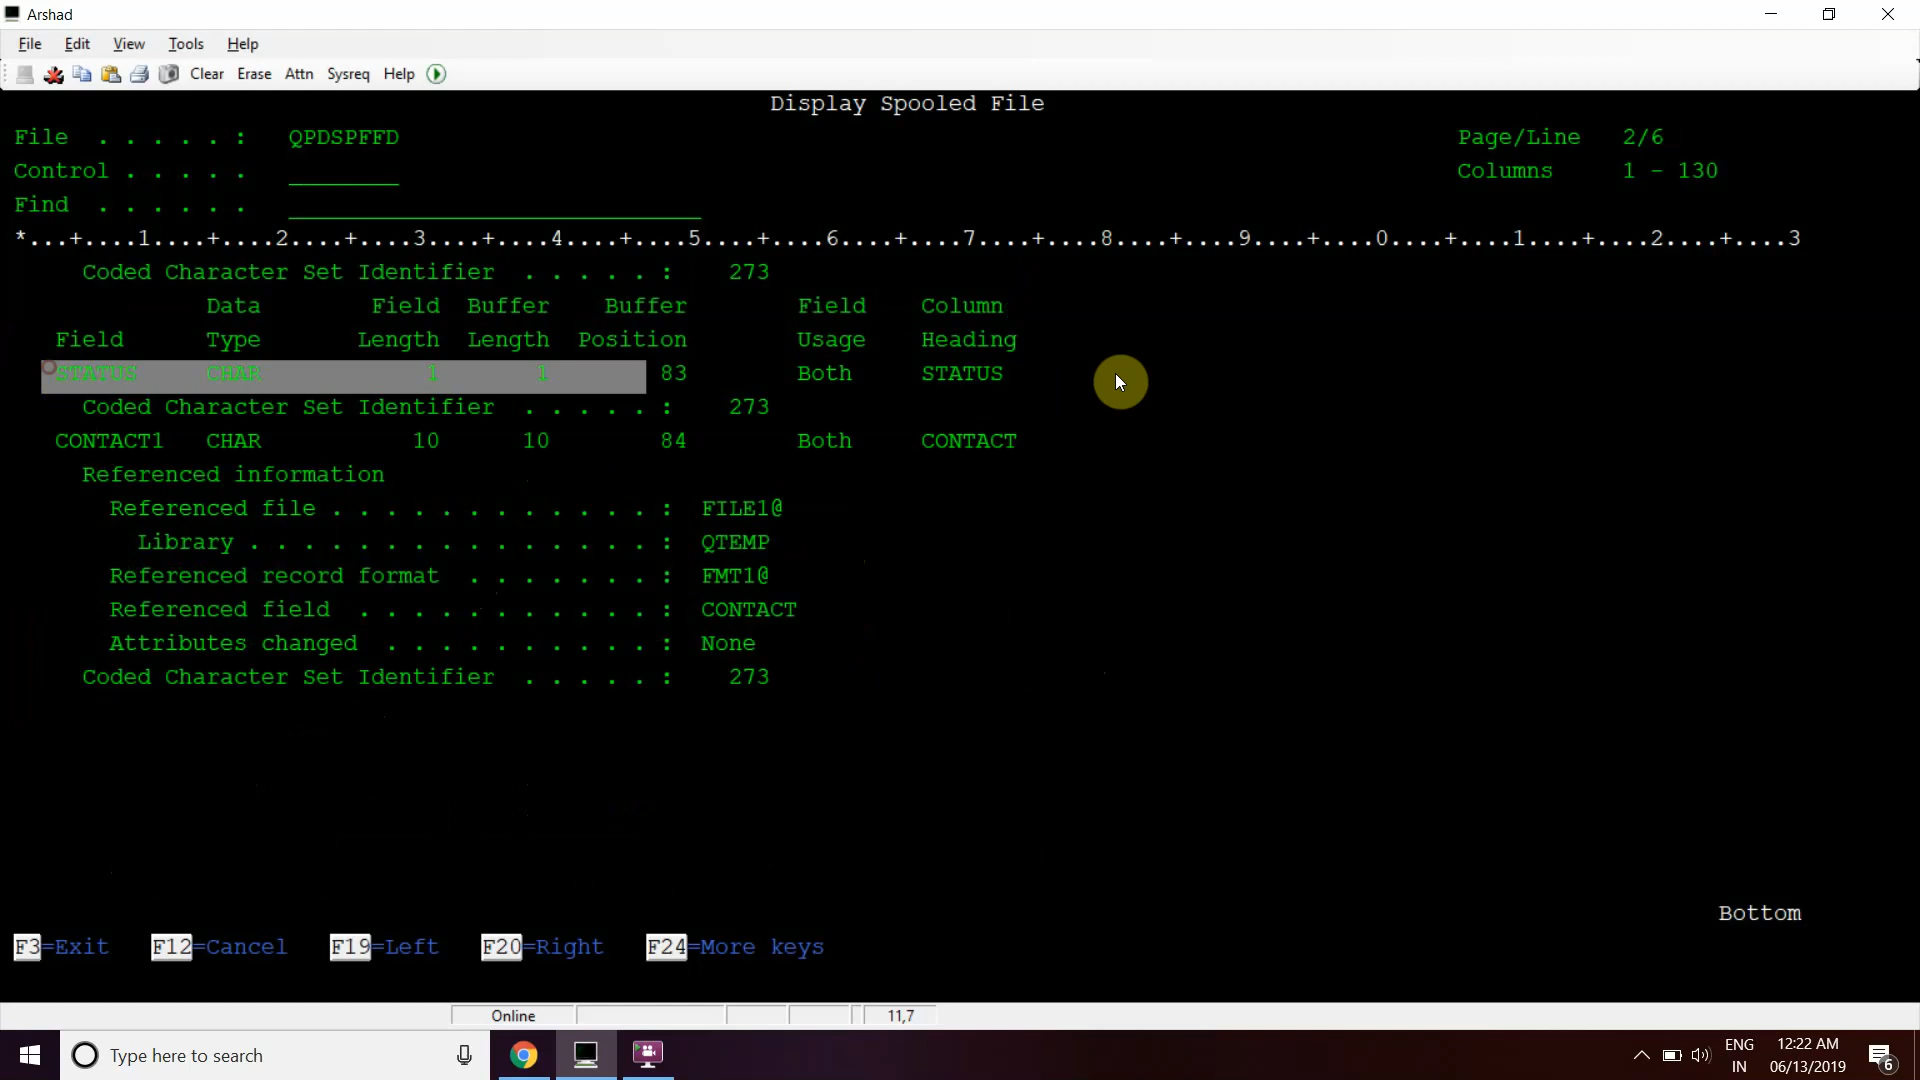 Arshad
File Edit View Tools Help
Clear Erase Attn Sysreq Help
Display Spooled File
File . . . . . : QPDSPFFD Page/Line 2/6
Control . . . . . Columns 1 - 130
Find . . . . . .
*...+....1....+....2....+....3....+....4....+....5....+....6....+....7....+....8....+....9....+....0....+....1....+....2....+....3
Coded Character Set Identifier . . . . . : 273
Data Field Buffer Buffer Field Column
Field Type Length Length Position Usage Heading
STATUS CHAR 1 1 83 Both STATUS
Coded Character Set Identifier . . . . . : 273
CONTACT1 CHAR 10 10 84 Both CONTACT
Referenced information
Referenced file . . . . . . . . . . . . : FILE1@
Library . . . . . . . . . . . . . . . : QTEMP
Referenced record format . . . . . . . : FMT1@
Referenced field . . . . . . . . . . . : CONTACT
Attributes changed . . . . . . . . . . : None
Coded Character Set Identifier . . . . . : 273
Bottom
F3=Exit F12=Cancel F19=Left F20=Right F24=More keys
Online 11,7
Type here to search ENG 12:22 AM
IN 06/13/2019 6